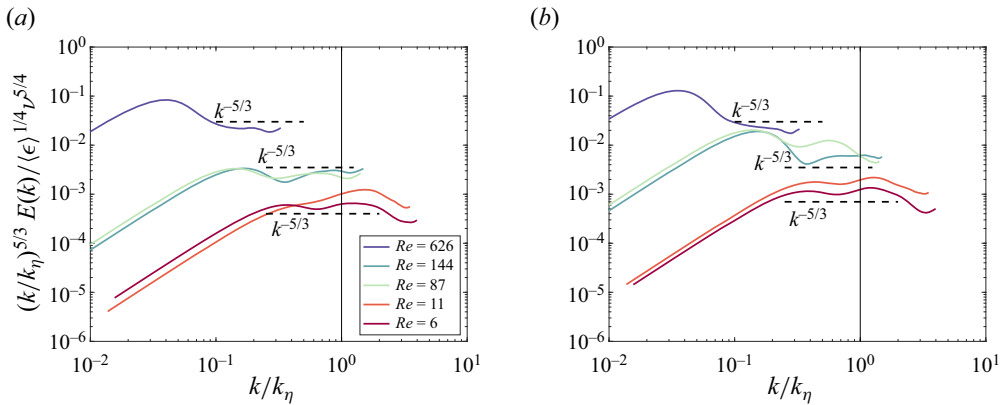 (a)
(b)
(k/kη)^5/3 E(k)/⟨ϵ⟩^1/4 ν^5/4
10^0
10^-1
10^-2
10^-3
10^-4
10^-5
10^-6
k^-5/3
k^-5/3
k^-5/3
Re = 626
Re = 144
Re = 87
Re = 11
Re = 6
10^-2
10^-1
10^0
10^1
k/kη
10^0
10^-1
10^-2
10^-3
10^-4
10^-5
10^-6
k^-5/3
k^-5/3
k^-5/3
10^-2
10^-1
10^0
10^1
k/kη